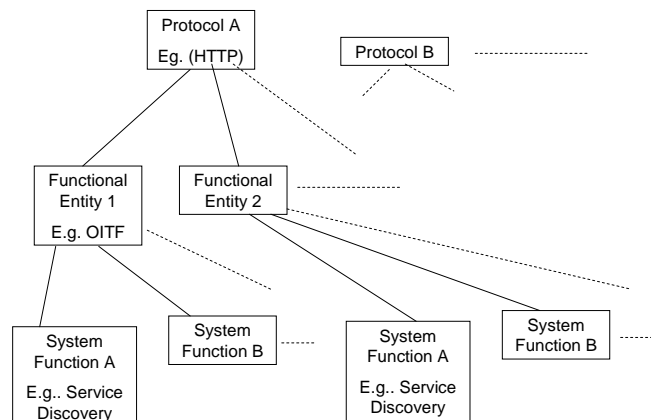 Protocol A
Eg. (HTTP)
Protocol B
Functional
Entity 1
E.g. OITF
Functional
Entity 2
System
Function A
E.g.. Service
Discovery
System
Function B
System
Function A
E.g.. Service
Discovery
System
Function B